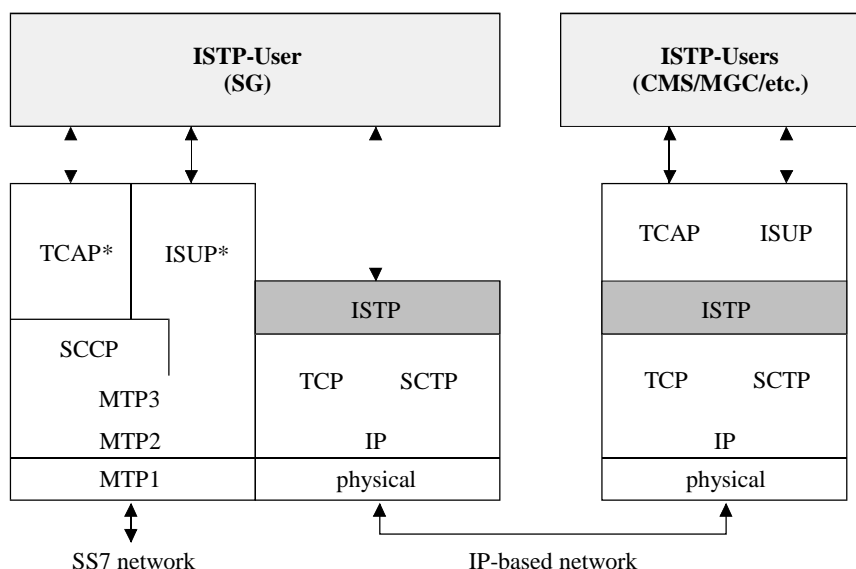 ISTP-User
(SG)
ISTP-Users
(CMS/MGC/etc.)
TCAP*
ISUP*
TCAP
ISUP
ISTP
ISTP
SCCP
TCP
SCTP
TCP
SCTP
MTP3
MTP2
IP
IP
MTP1
physical
physical
SS7 network
IP-based network